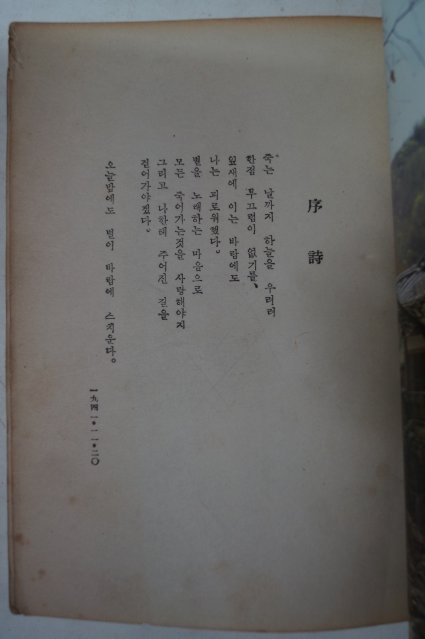 序詩
죽는 날까지 하늘을 우러러
한점 부끄럼이 없기를,
잎새에 이는 바람에도
나는 괴로워했다。
별을 노래하는 마음으로
모든 죽어가는것을 사랑해야지
그리고 나한테 주어진 길을
걸어가야겠다。
오늘밤에도 별이 바람에 스치운다。
一九四一•一一•二〇